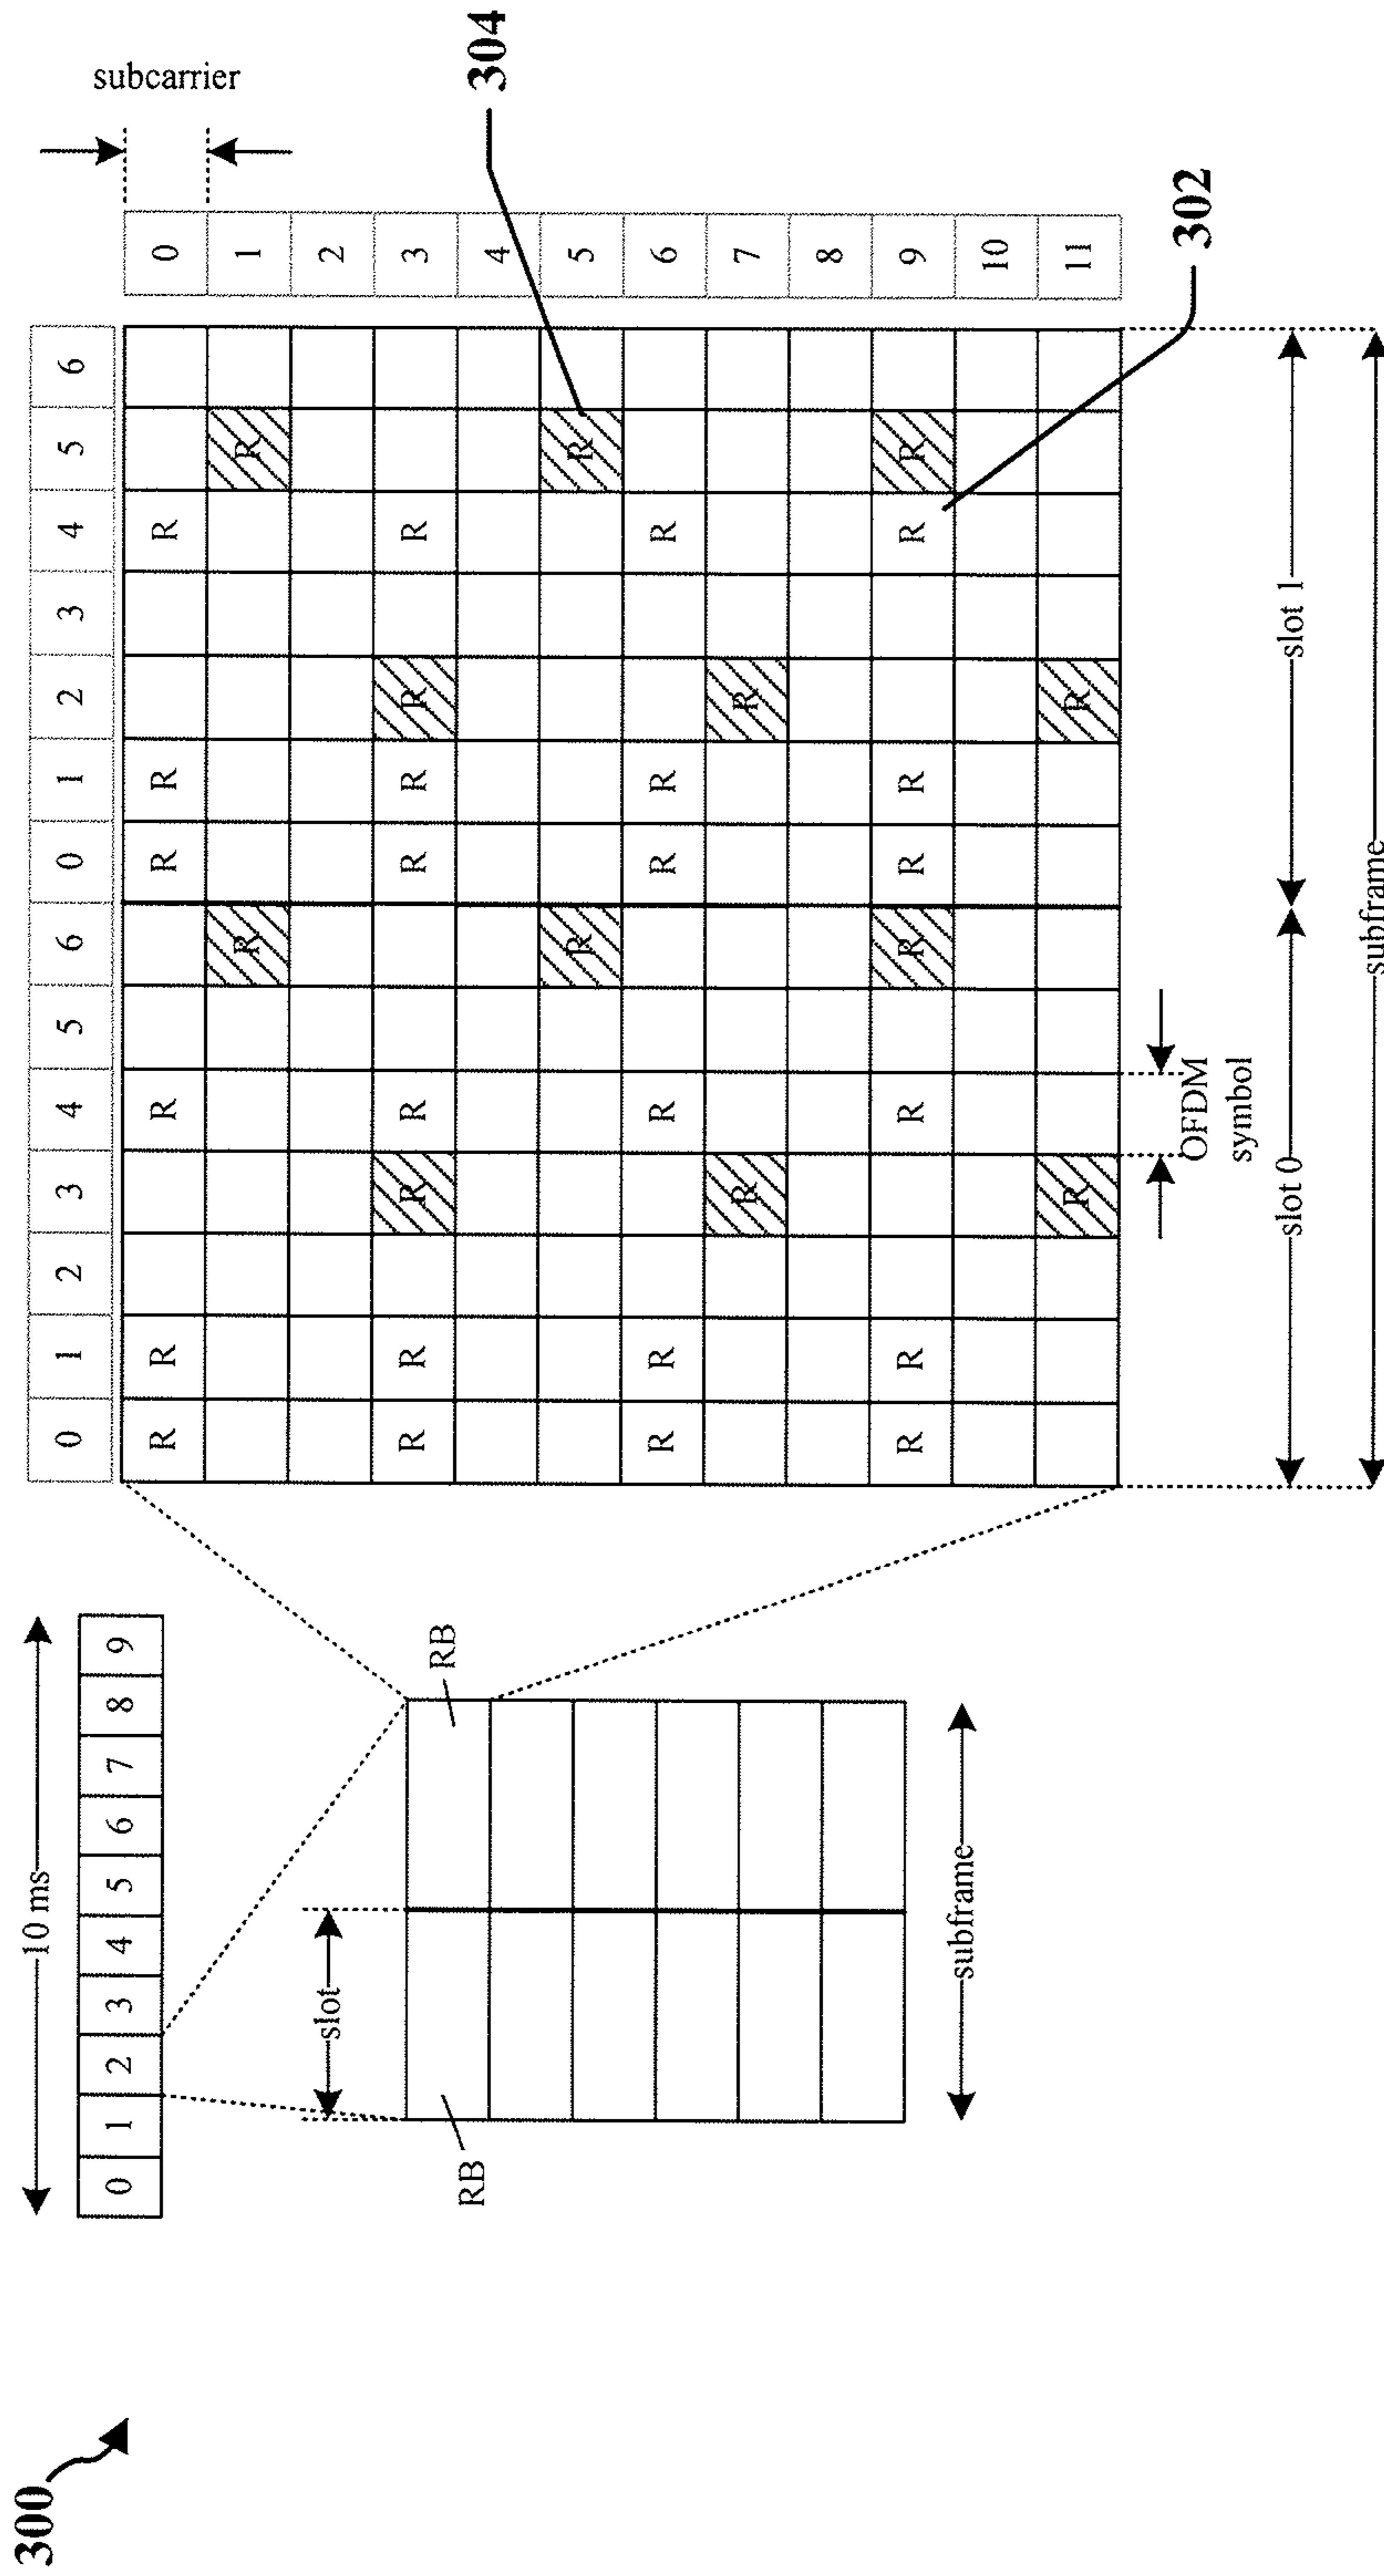 300
10 ms
0 1 2 3 4 5 6 7 8 9
slot
RB
RB
subframe
0 1 2 3 4 5 6 0 1 2 3 4 5 6
subcarrier
R R R R R R 0
R R 1
2
R R R R R R R R 3
4
R R 5
R R R R R R 6
R R 7
8
R R R R R R R R 9
10
R R 11
304
302
OFDM
symbol
slot 0
slot 1
subframe